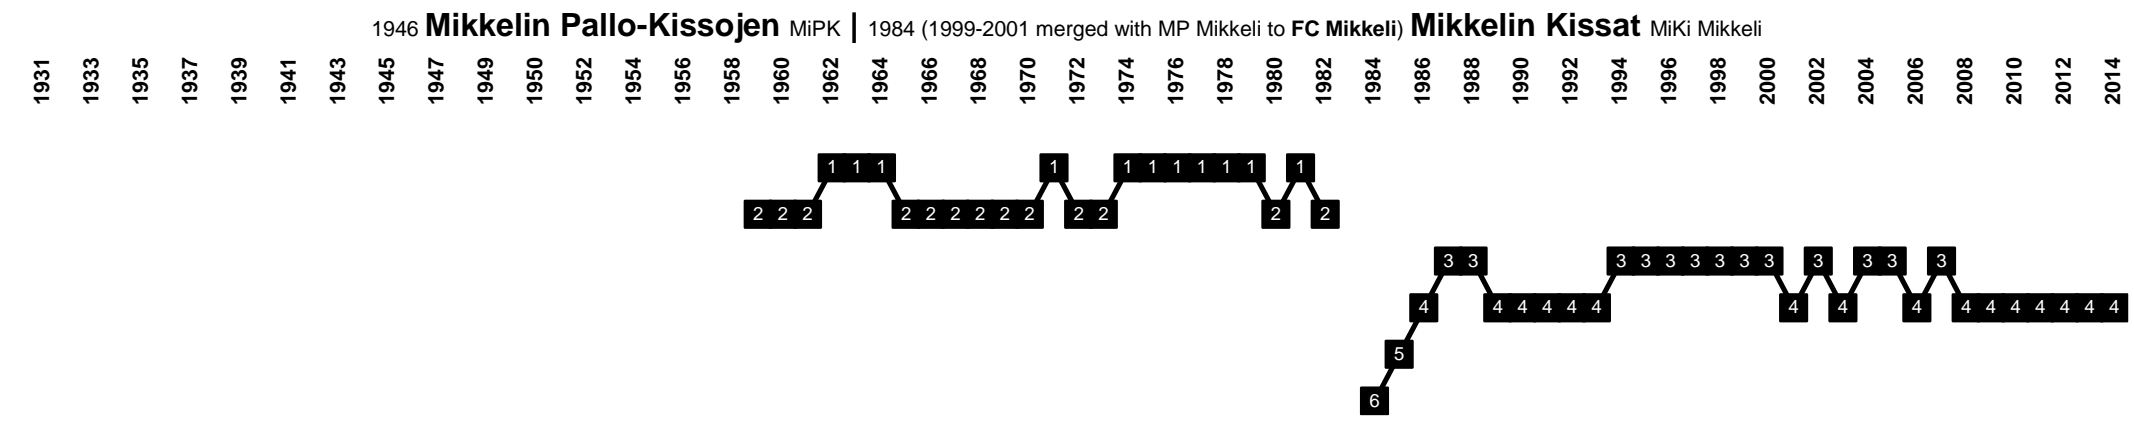 1946 Mikkelin Pallo-Kissojen MiPK | 1984 (1999-2001 merged with MP Mikkeli to FC Mikkeli) Mikkelin Kissat MiKi Mikkeli
1931 1933 1935 1937 1939 1941 1943 1945 1947 1949 1950 1952 1954 1956 1958 1960 1962 1964 1966 1968 1970 1972 1974 1976 1978 1980 1982 1984 1986 1988 1990 1992 1994 1996 1998 2000 2002 2004 2006 2008 2010 2012 2014
1 1 1 1 1 1 1 1 1 1 1
2 2 2 2 2 2 2 2 2 2 2 2 2
3 3 3 3 3 3 3 3 3 3 3 3 3
4 4 4 4 4 4 4 4 4 4 4 4 4 4 4 4
5
6